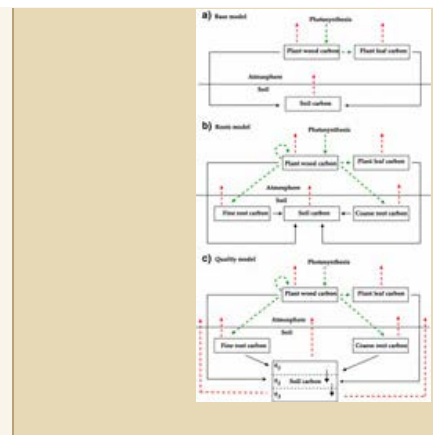 a) Base model
Photosynthesis
Plant wood carbon
Plant leaf carbon
Atmosphere
Soil
Soil carbon
b) Roots model
Photosynthesis
Plant wood carbon
Plant leaf carbon
Atmosphere
Soil
Fine root carbon
Soil carbon
Coarse root carbon
c) Quality model
Photosynthesis
Plant wood carbon
Plant leaf carbon
Atmosphere
Soil
Fine root carbon
Coarse root carbon
Soil carbon